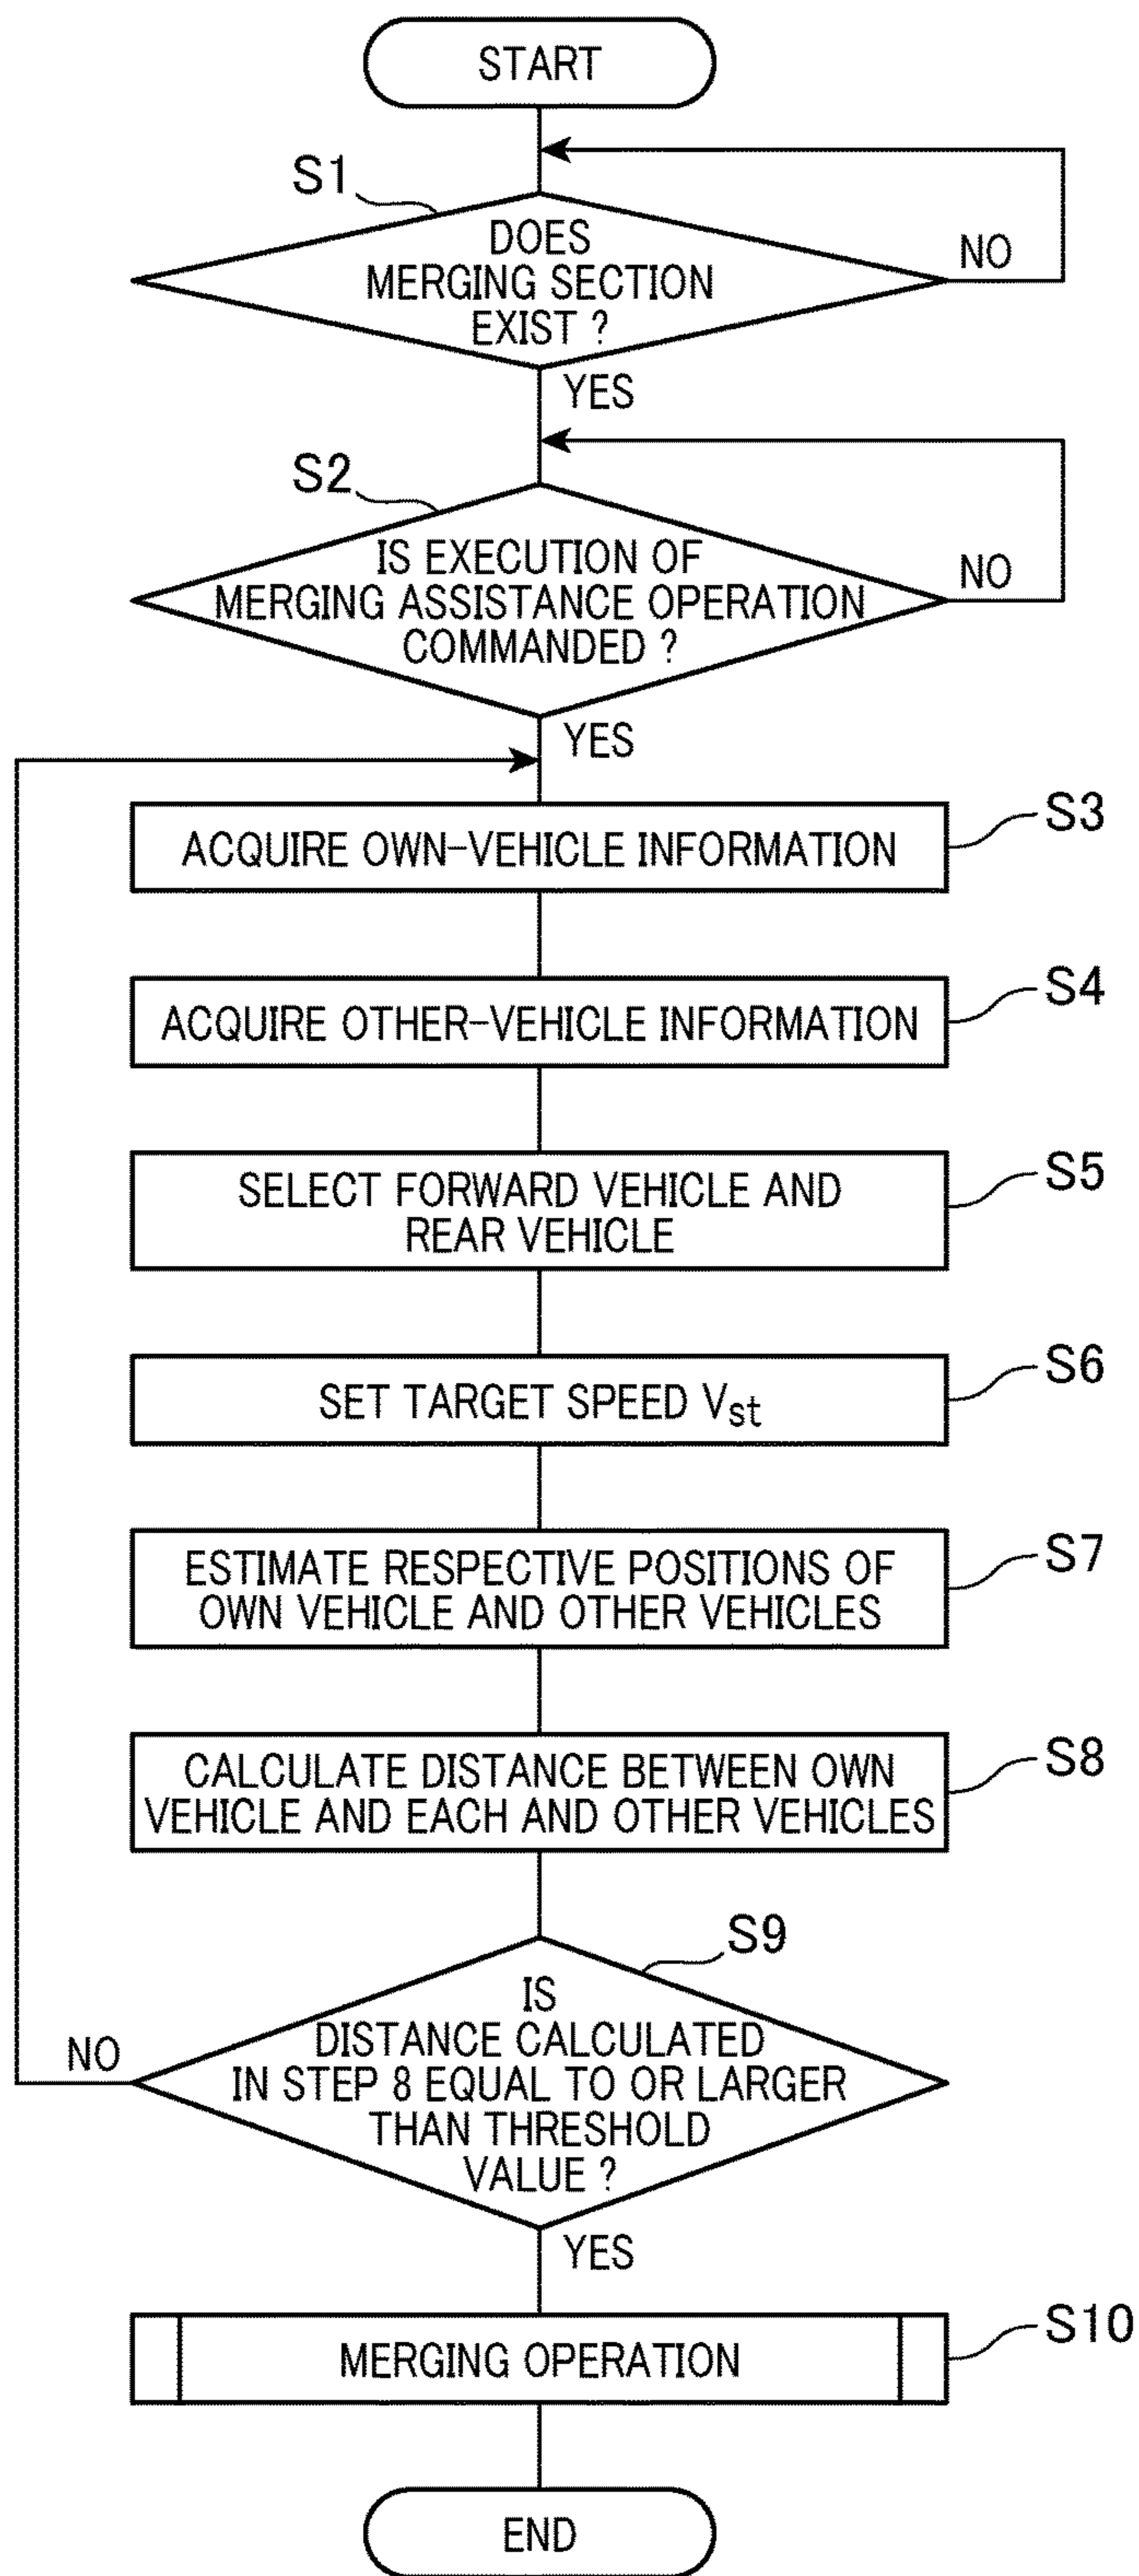 START
S1
DOES
MERGING SECTION
EXIST ?
NO
YES
S2
IS EXECUTION OF
MERGING ASSISTANCE OPERATION
COMMANDED ?
NO
YES
S3
ACQUIRE OWN-VEHICLE INFORMATION
S4
ACQUIRE OTHER-VEHICLE INFORMATION
S5
SELECT FORWARD VEHICLE AND
REAR VEHICLE
S6
SET TARGET SPEED Vst
S7
ESTIMATE RESPECTIVE POSITIONS OF
OWN VEHICLE AND OTHER VEHICLES
S8
CALCULATE DISTANCE BETWEEN OWN
VEHICLE AND EACH AND OTHER VEHICLES
S9
IS
DISTANCE CALCULATED
IN STEP 8 EQUAL TO OR LARGER
THAN THRESHOLD
VALUE ?
NO
YES
S10
MERGING OPERATION
END